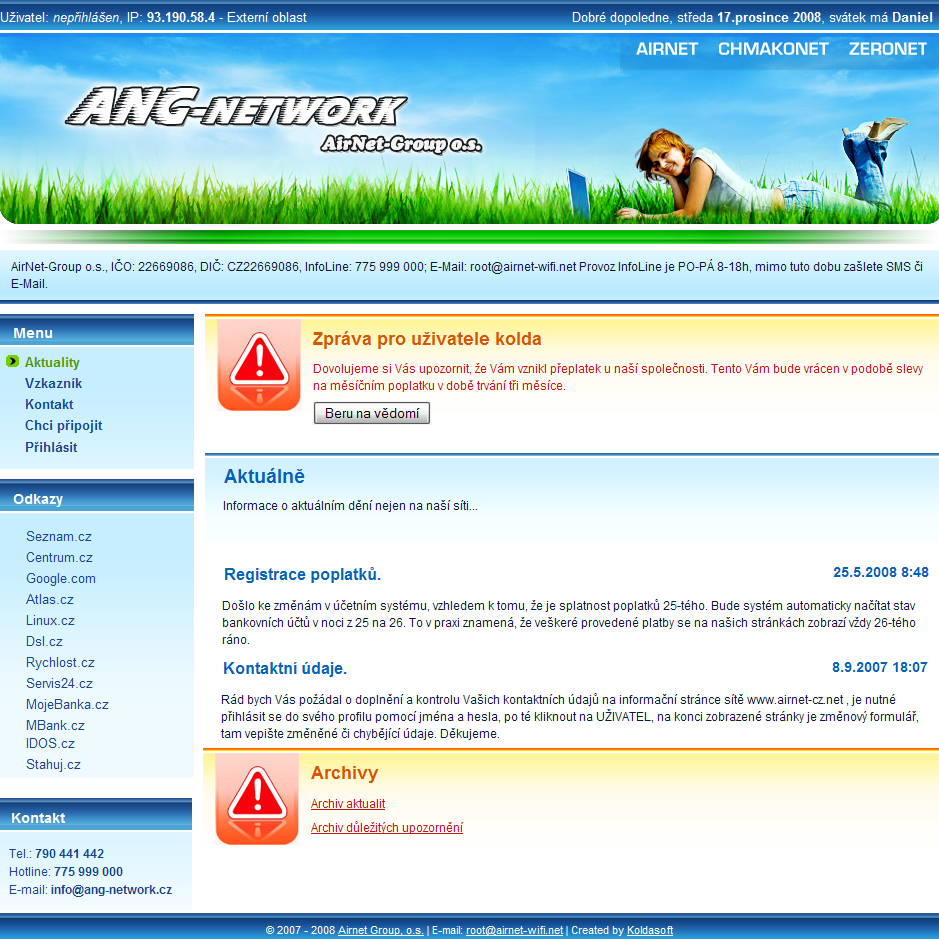 Uživatel: nepřihlášen, IP: 93.190.58.4 - Externí oblast
Dobré dopoledne, středa 17.prosince 2008, svátek má Daniel
AIRNET CHMAKONET ZERONET
ANG-NETWORK
AirNet-Group o.s.
AirNet-Group o.s., IČO: 22669086, DIČ: CZ22669086, InfoLine: 775 999 000; E-Mail: root@airnet-wifi.net Provoz InfoLine je PO-PÁ 8-18h, mimo tuto dobu zašlete SMS či
E-Mail.
Menu
Aktuality
Vzkazník
Kontakt
Chci připojit
Přihlásit
Odkazy
Seznam.cz
Centrum.cz
Google.com
Atlas.cz
Linux.cz
Dsl.cz
Rychlost.cz
Servis24.cz
MojeBanka.cz
MBank.cz
IDOS.cz
Stahuj.cz
Kontakt
Tel.: 790 441 442
Hotline: 775 999 000
E-mail: info@ang-network.cz
Zpráva pro uživatele kolda
Dovolujeme si Vás upozornit, že Vám vznikl přeplatek u naší společnosti. Tento Vám bude vrácen v podobě slevy
na měsíčním poplatku v době trvání tři měsíce.
Beru na vědomí
Aktuálně
Informace o aktuálním dění nejen na naší síti...
Registrace poplatků.
25.5.2008 8:48
Došlo ke změnám v účetním systému, vzhledem k tomu, že je splatnost poplatků 25-tého. Bude systém automaticky načítat stav
bankovních účtů v noci z 25 na 26. To v praxi znamená, že veškeré provedené platby se na našich stránkách zobrazí vždy 26-tého
ráno.
Kontaktní údaje.
8.9.2007 18:07
Rád bych Vás požádal o doplnění a kontrolu Vašich kontaktních údajů na informační stránce sítě www.airnet-cz.net , je nutné
přihlásit se do svého profilu pomocí jména a hesla, po té kliknout na UŽIVATEL, na konci zobrazené stránky je změnový formulář,
tam vepište změněné či chybějící údaje. Děkujeme.
Archivy
Archiv aktualit
Archiv důležitých upozornění
© 2007 - 2008 Airnet Group, o.s. | E-mail: root@airnet-wifi.net | Created by Koldasoft